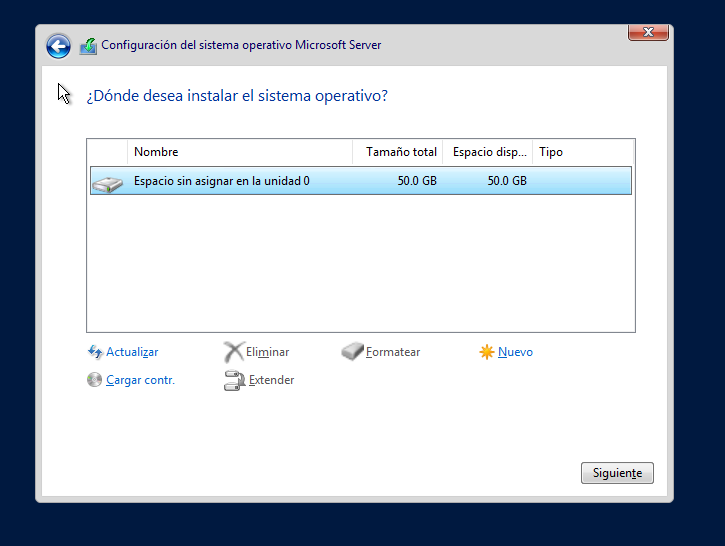 Configuración del sistema operativo Microsoft Server
¿Dónde desea instalar el sistema operativo?
Nombre Tamaño total Espacio disp... Tipo
Espacio sin asignar en la unidad 0 50.0 GB 50.0 GB
Actualizar Eliminar Formatear Nuevo
Cargar contr. Extender
Siguiente